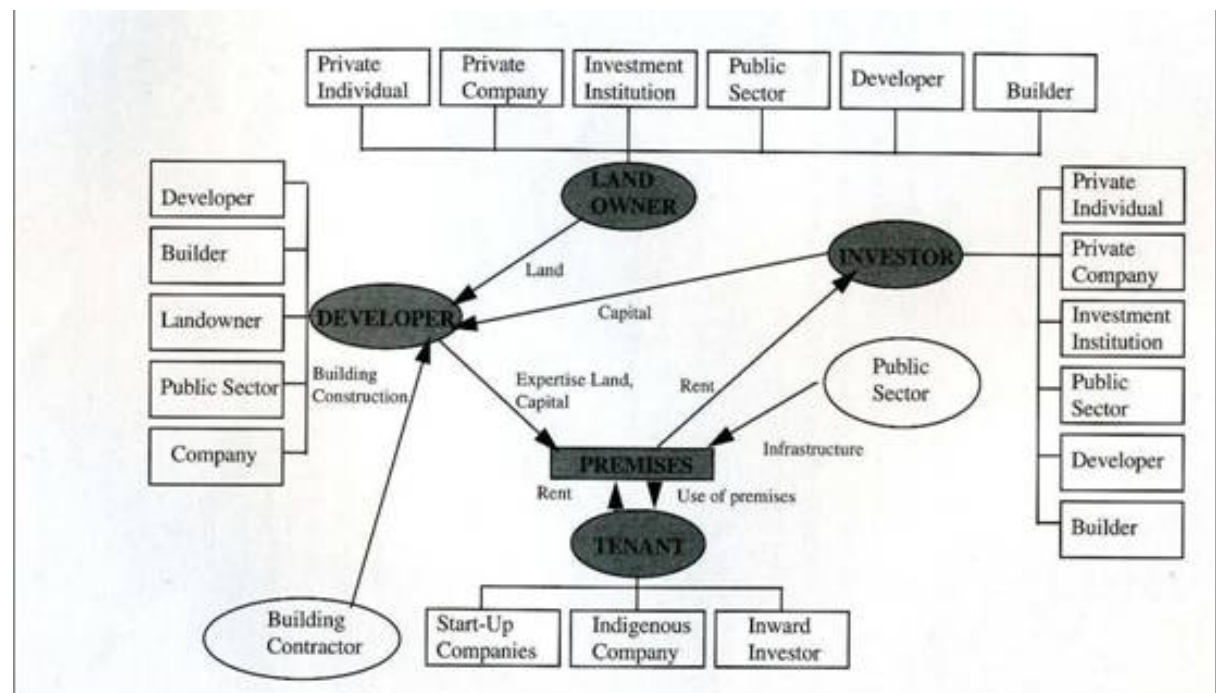 Private
Individual
Private
Company
Investment
Institution
Public
Sector
Developer
Builder
LAND
OWNER
Developer
Builder
Landowner
Public Sector
Company
DEVELOPER
Land
Capital
INVESTOR
Private
Individual
Private
Company
Investment
Institution
Public
Sector
Developer
Builder
Building
Construction
Expertise Land,
Capital
Rent
Public
Sector
Infrastructure
PREMISES
Rent
Use of premises
TENANT
Building
Contractor
Start-Up
Companies
Indigenous
Company
Inward
Investor